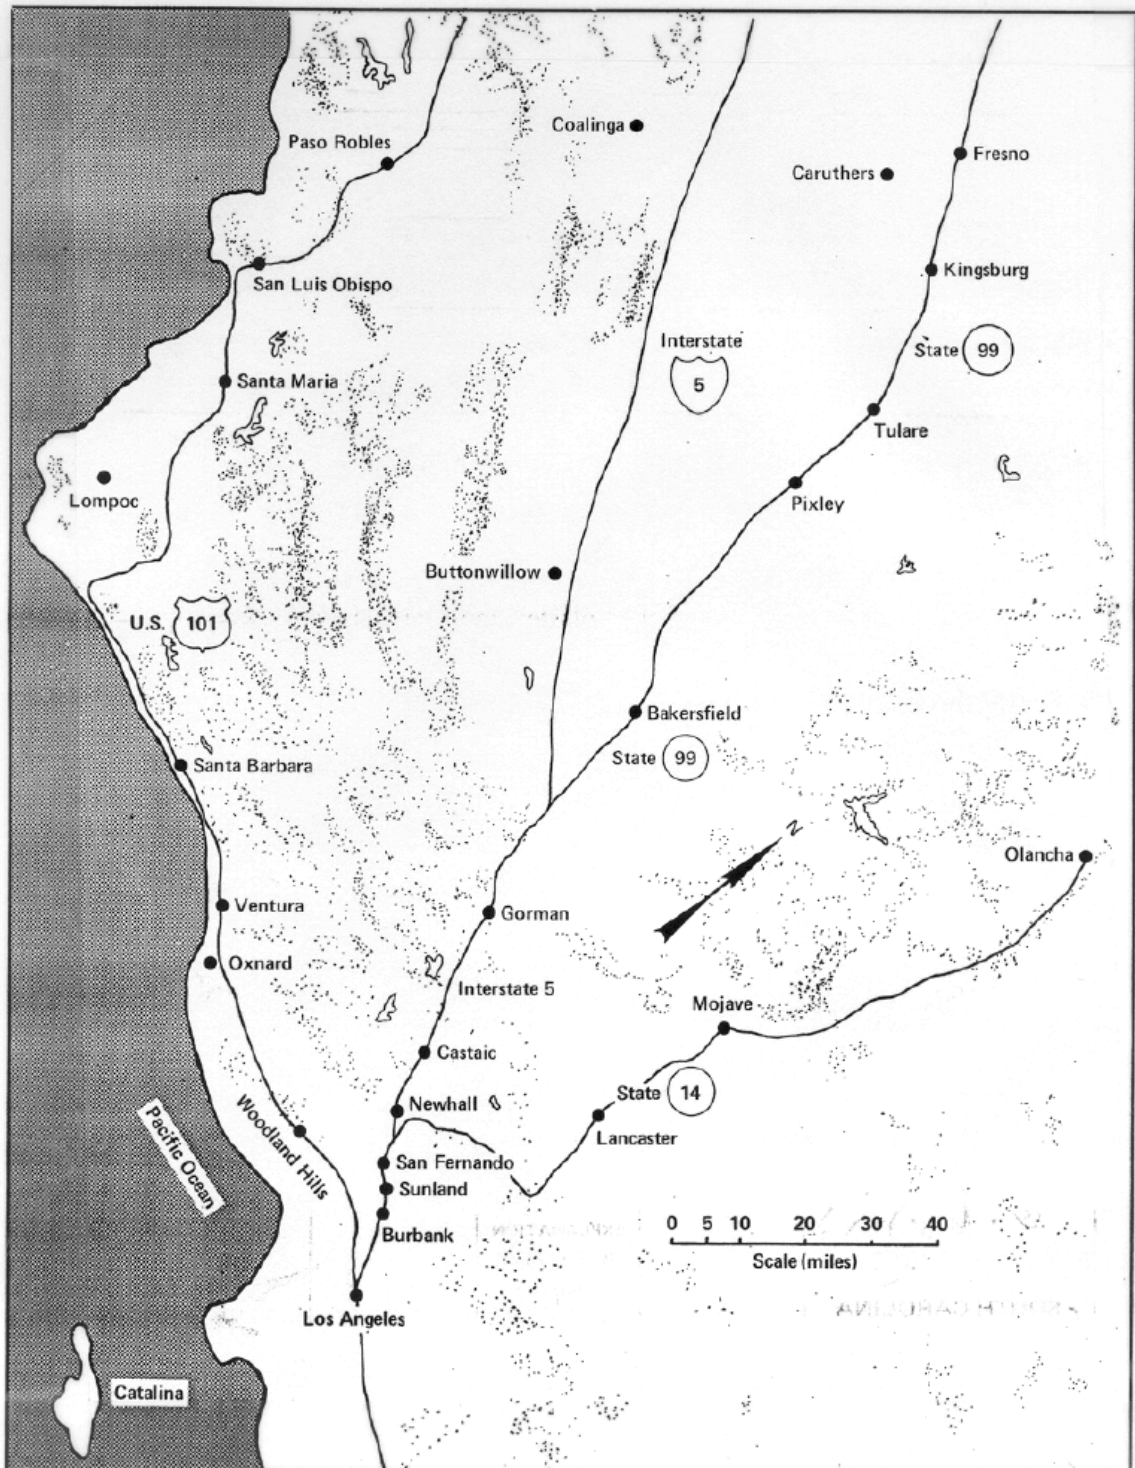 Coalinga
Paso Robles
Fresno
Caruthers
Kingsburg
San Luis Obispo
Interstate
5
State 99
Santa Maria
Tulare
Lompoc
Pixley
Buttonwillow
U.S. 101
Bakersfield
State 99
Santa Barbara
N
Olancha
Ventura
Gorman
Oxnard
Interstate 5
Mojave
Castaic
State 14
Newhall
Lancaster
Woodland Hills
Pacific Ocean
San Fernando
Sunland
Burbank
0 5 10 20 30 40
Scale (miles)
Los Angeles
Catalina